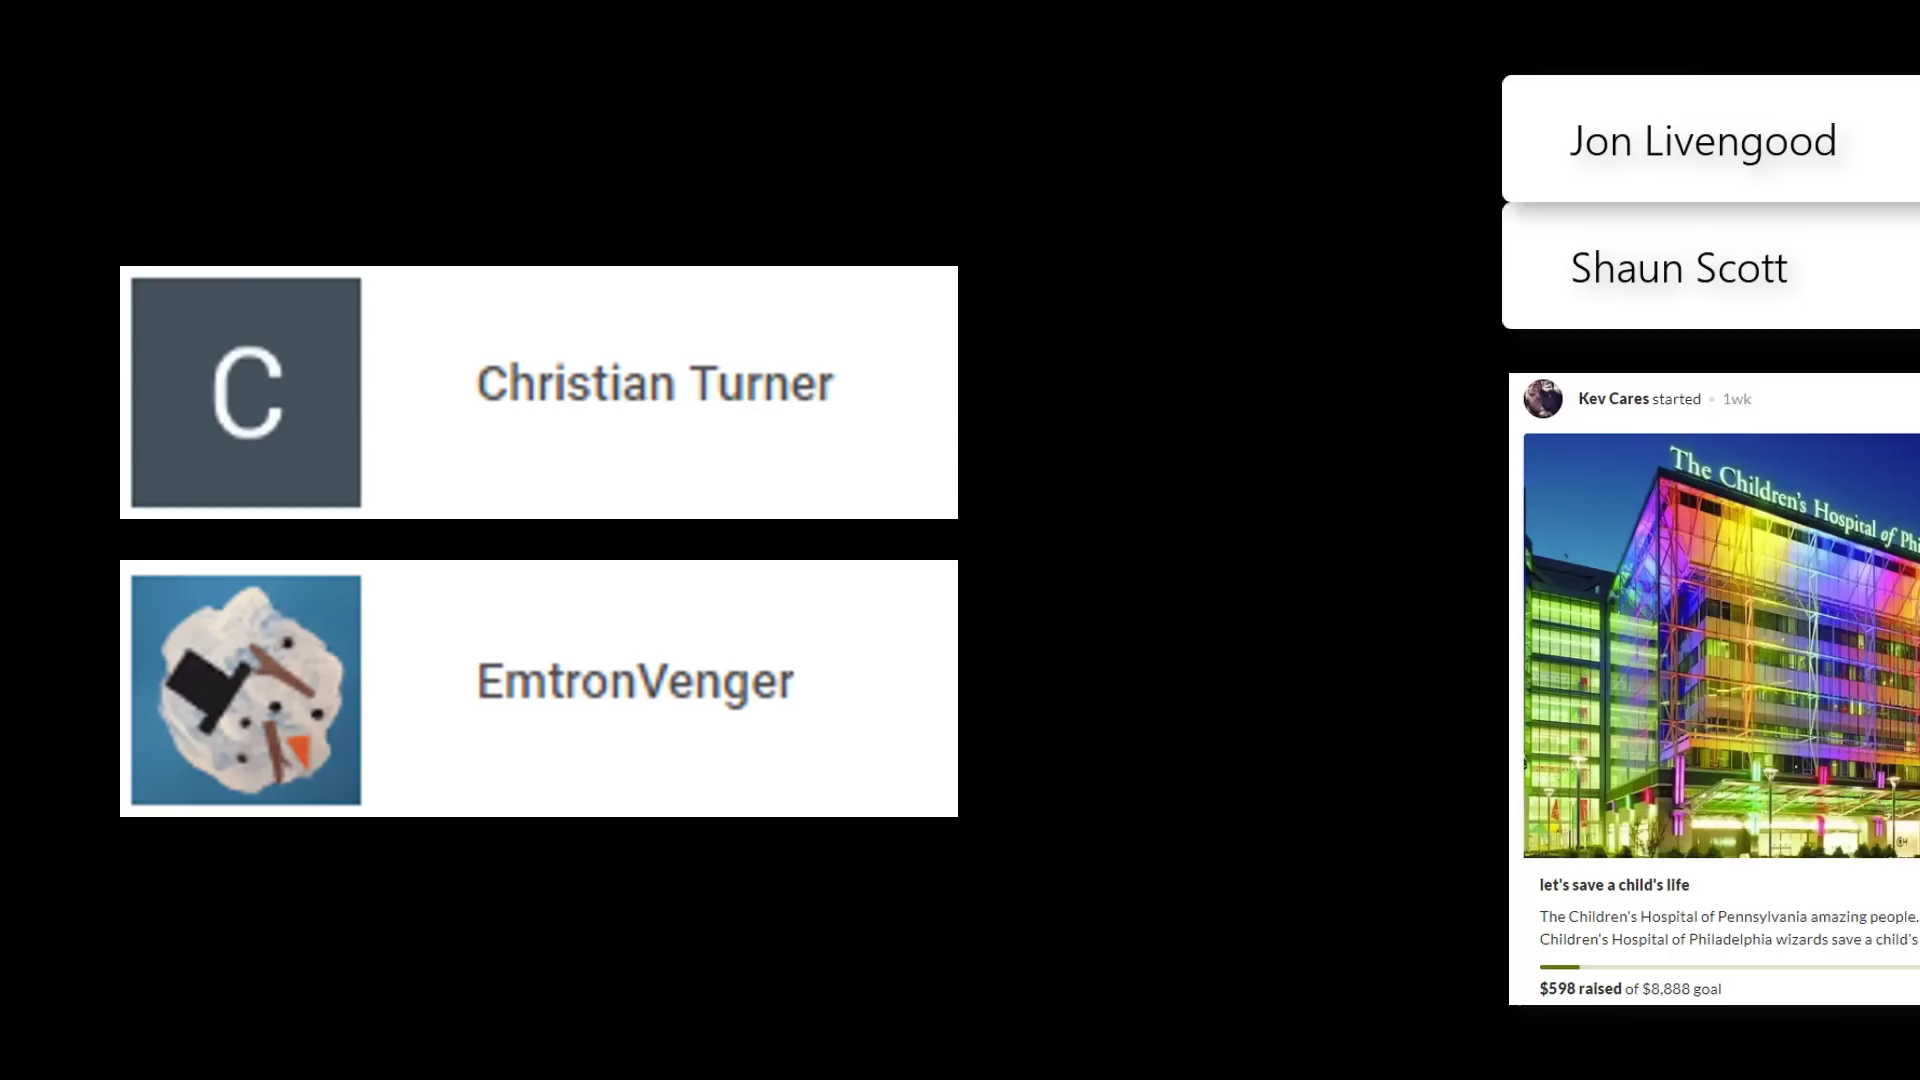 C
Christian Turner
EmtronVenger
Jon Livengood
Shaun Scott
Kev Cares started • 1wk
The Children's Hospital of
let's save a child's life
The Children's Hospital of Pennsylvania amazing people..
Children's Hospital of Philadelphia wizards save a child's
$598 raised of $8,888 goal